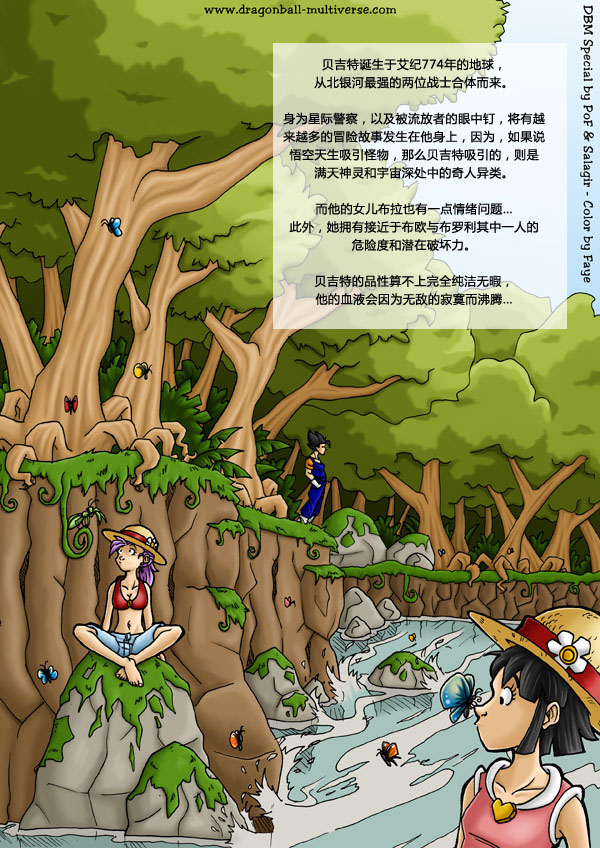 www.dragonball-multiverse.com
DBM Special by PoF & Salagir - Color by Faye
贝吉特诞生于艾纪774年的地球，
从北银河最强的两位战士合体而来。
身为星际警察，以及被流放者的眼中钉，将有越
来越多的冒险故事发生在他身上，因为，如果说
悟空天生吸引怪物，那么贝吉特吸引的，则是
满天神灵和宇宙深处中的奇人异类。
而他的女儿布拉也有一点情绪问题...
此外，她拥有接近于布欧与布罗利其中一人的
危险度和潜在破坏力。
贝吉特的品性算不上完全纯洁无暇，
他的血液会因为无敌的寂寞而沸腾...